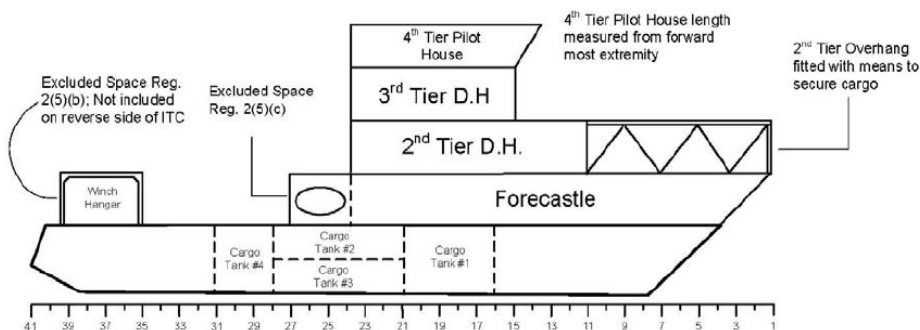 4th Tier Pilot House
4th Tier Pilot House length
measured from forward
most extremity
2nd Tier Overhang
fitted with means to
secure cargo
Excluded Space Reg.
2(5)(b); Not included
on reverse side of ITC
Excluded Space
Reg. 2(5)(c)
3rd Tier D.H
2nd Tier D.H.
Winch
Hangar
Forecastle
Cargo
Tank #4
Cargo
Tank #2
Cargo
Tank #3
Cargo
Tank #1
41 39 37 35 33 31 29 27 25 23 21 19 17 15 13 11 9 7 5 3 1